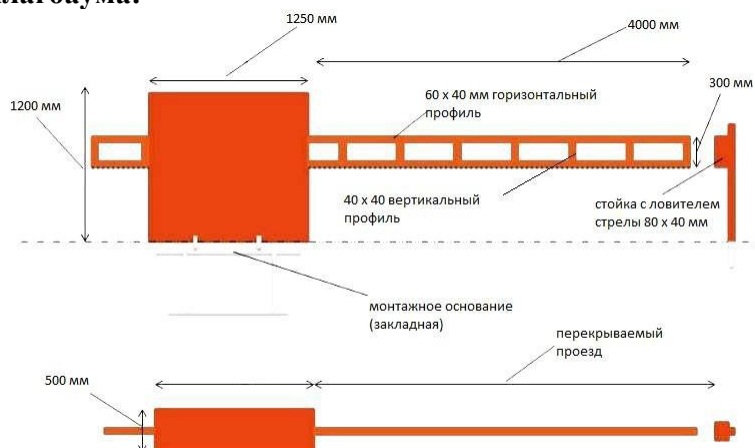 1250 мм
4000 мм
300 мм
1200 мм
60 х 40 мм горизонтальный
профиль
40 х 40 вертикальный
профиль
стойка с ловителем
стрелы 80 х 40 мм
монтажное основание
(закладная)
перекрываемый
проезд
500 мм